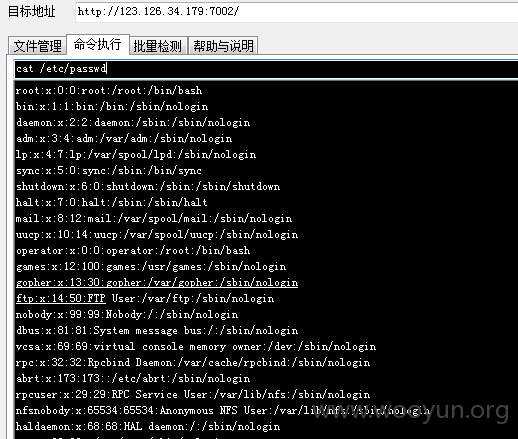 目标地址 http://123.126.34.179:7002/
文件管理 命令执行 批量检测 帮助与说明
cat /etc/passwd
root:x:0:0:root:/root:/bin/bash
bin:x:1:1:bin:/bin:/sbin/nologin
daemon:x:2:2:daemon:/sbin:/sbin/nologin
adm:x:3:4:adm:/var/adm:/sbin/nologin
lp:x:4:7:lp:/var/spool/lpd:/sbin/nologin
sync:x:5:0:sync:/sbin:/bin/sync
shutdown:x:6:0:shutdown:/sbin:/sbin/shutdown
halt:x:7:0:halt:/sbin:/sbin/halt
mail:x:8:12:mail:/var/spool/mail:/sbin/nologin
uucp:x:10:14:uucp:/var/spool/uucp:/sbin/nologin
operator:x:0:0:operator:/root:/bin/bash
games:x:12:100:games:/usr/games:/sbin/nologin
gopher:x:13:30:gopher:/var/gopher:/sbin/nologin
ftp:x:14:50:FTP User:/var/ftp:/sbin/nologin
nobody:x:99:99:Nobody:/:/sbin/nologin
dbus:x:81:81:System message bus:/:/sbin/nologin
vcsa:x:69:69:virtual console memory owner:/dev:/sbin/nologin
rpc:x:32:32:Rpcbind Daemon:/var/cache/rpcbind:/sbin/nologin
abrt:x:173:173::/etc/abrt:/sbin/nologin
rpcuser:x:29:29:RPC Service User:/var/lib/nfs:/sbin/nologin
nfsnobody:x:65534:65534:Anonymous NFS User:/var/lib/nfs:/sbin/nologin
haldaemon:x:68:68:HAL daemon:/:/sbin/nologin
www.wooyun.org